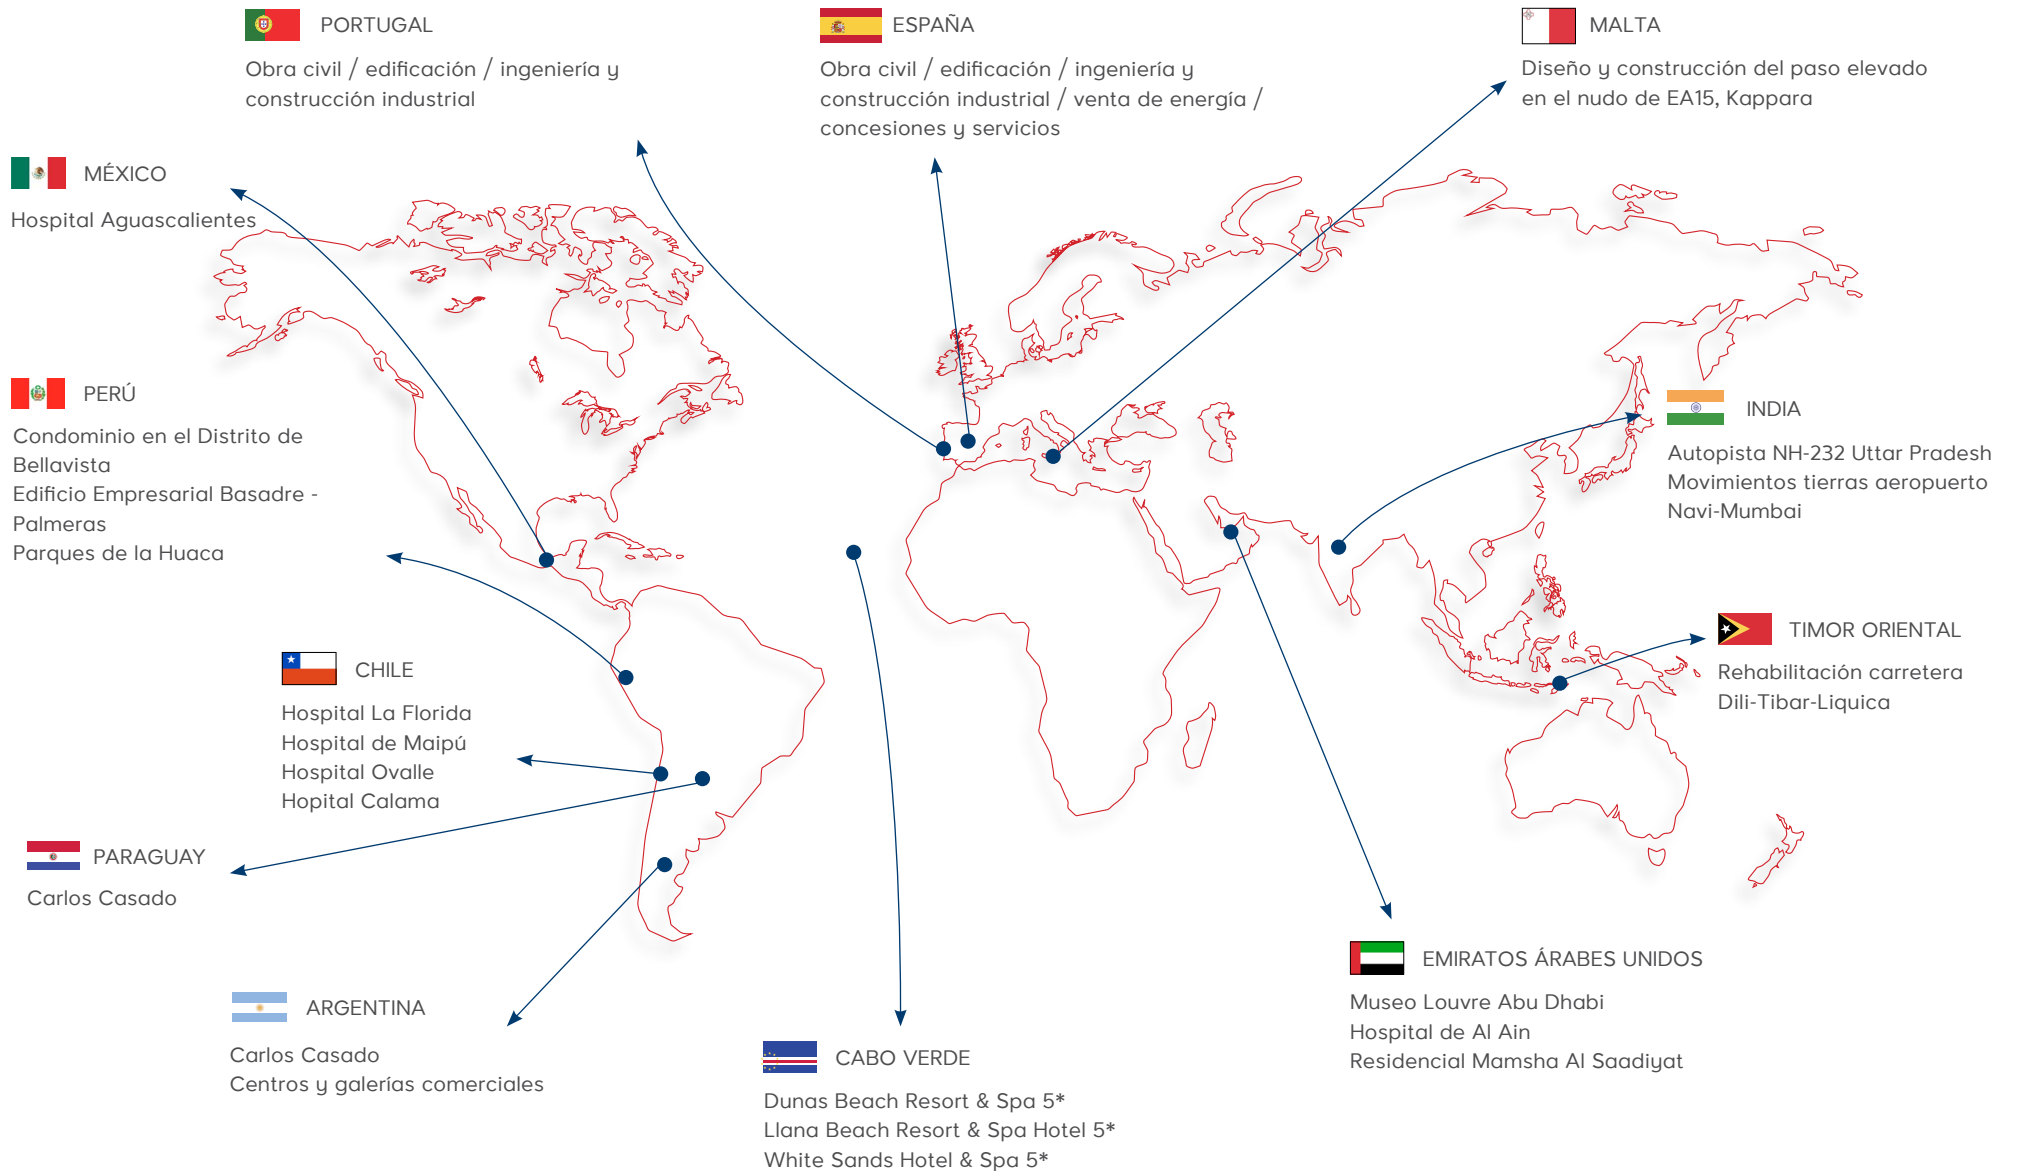 PORTUGAL
Obra civil / edificación / ingeniería y
construcción industrial
ESPAÑA
Obra civil / edificación / ingeniería y
construcción industrial / venta de energía /
concesiones y servicios
MALTA
Diseño y construcción del paso elevado
en el nudo de EA15, Kappara
MÉXICO
Hospital Aguascalientes
PERÚ
Condominio en el Distrito de
Bellavista
Edificio Empresarial Basadre -
Palmeras
Parques de la Huaca
INDIA
Autopista NH-232 Uttar Pradesh
Movimientos tierras aeropuerto
Navi-Mumbai
CHILE
Hospital La Florida
Hospital de Maipú
Hospital Ovalle
Hopital Calama
TIMOR ORIENTAL
Rehabilitación carretera
Dili-Tibar-Liquica
PARAGUAY
Carlos Casado
ARGENTINA
Carlos Casado
Centros y galerías comerciales
CABO VERDE
Dunas Beach Resort & Spa 5*
Llana Beach Resort & Spa Hotel 5*
White Sands Hotel & Spa 5*
EMIRATOS ÁRABES UNIDOS
Museo Louvre Abu Dhabi
Hospital de Al Ain
Residencial Mamsha Al Saadiyat